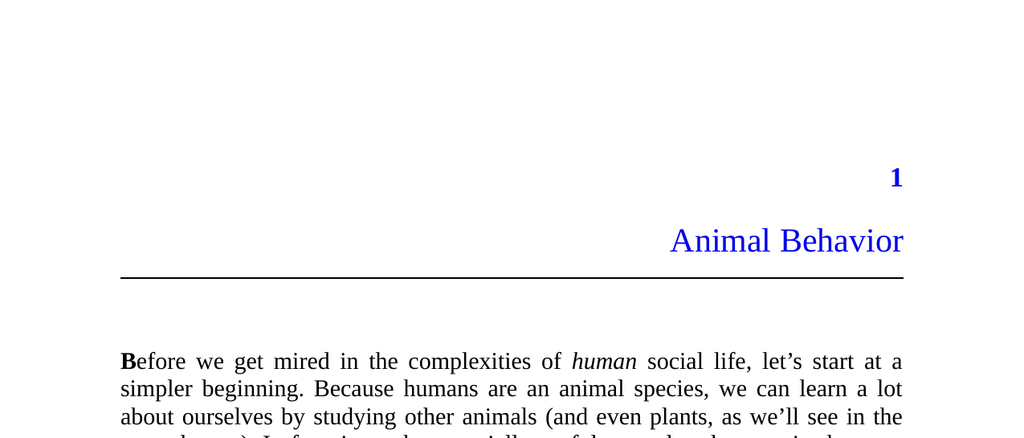 1
Animal Behavior
Before we get mired in the complexities of human social life, let’s start at a
simpler beginning. Because humans are an animal species, we can learn a lot
about ourselves by studying other animals (and even plants, as we’ll see in the